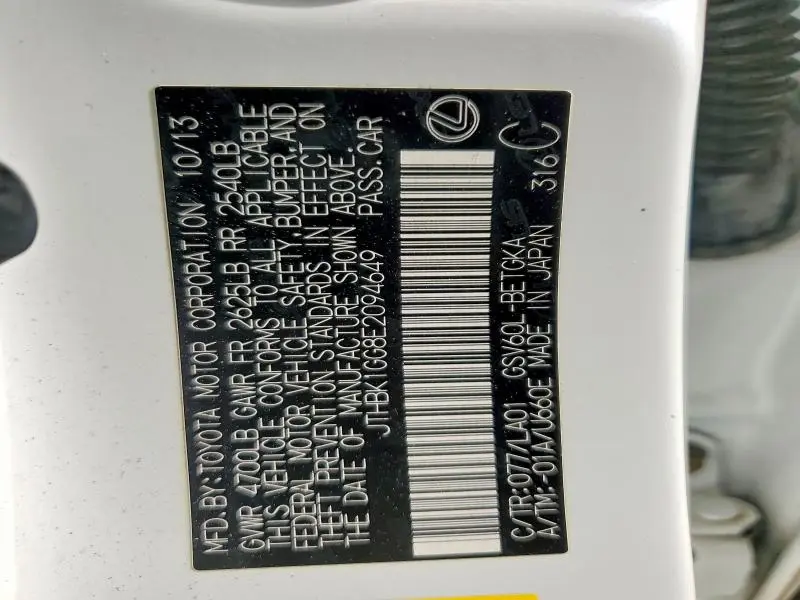 MFD.BY:TOYOTA MOTOR CORPORATION 10/13
GWR 4700LB GAWR FR 2625LB RR 2540LB
THIS VEHICLE CONFORMS TO ALL APPLICABLE
FEDERAL MOTOR VEHICLE SAFETY,BUMPER,AND
THEFT PREVENTION STANDARDS IN EFFECT ON
THE DATE OF MANUFACTURE SHOWN ABOVE.
JTHBK1GG8E2094649 PASS.CAR
C/TR:077/LA01 GSV60L-BETGKA
A/TM:-01A/U660E MADE IN JAPAN 316 C